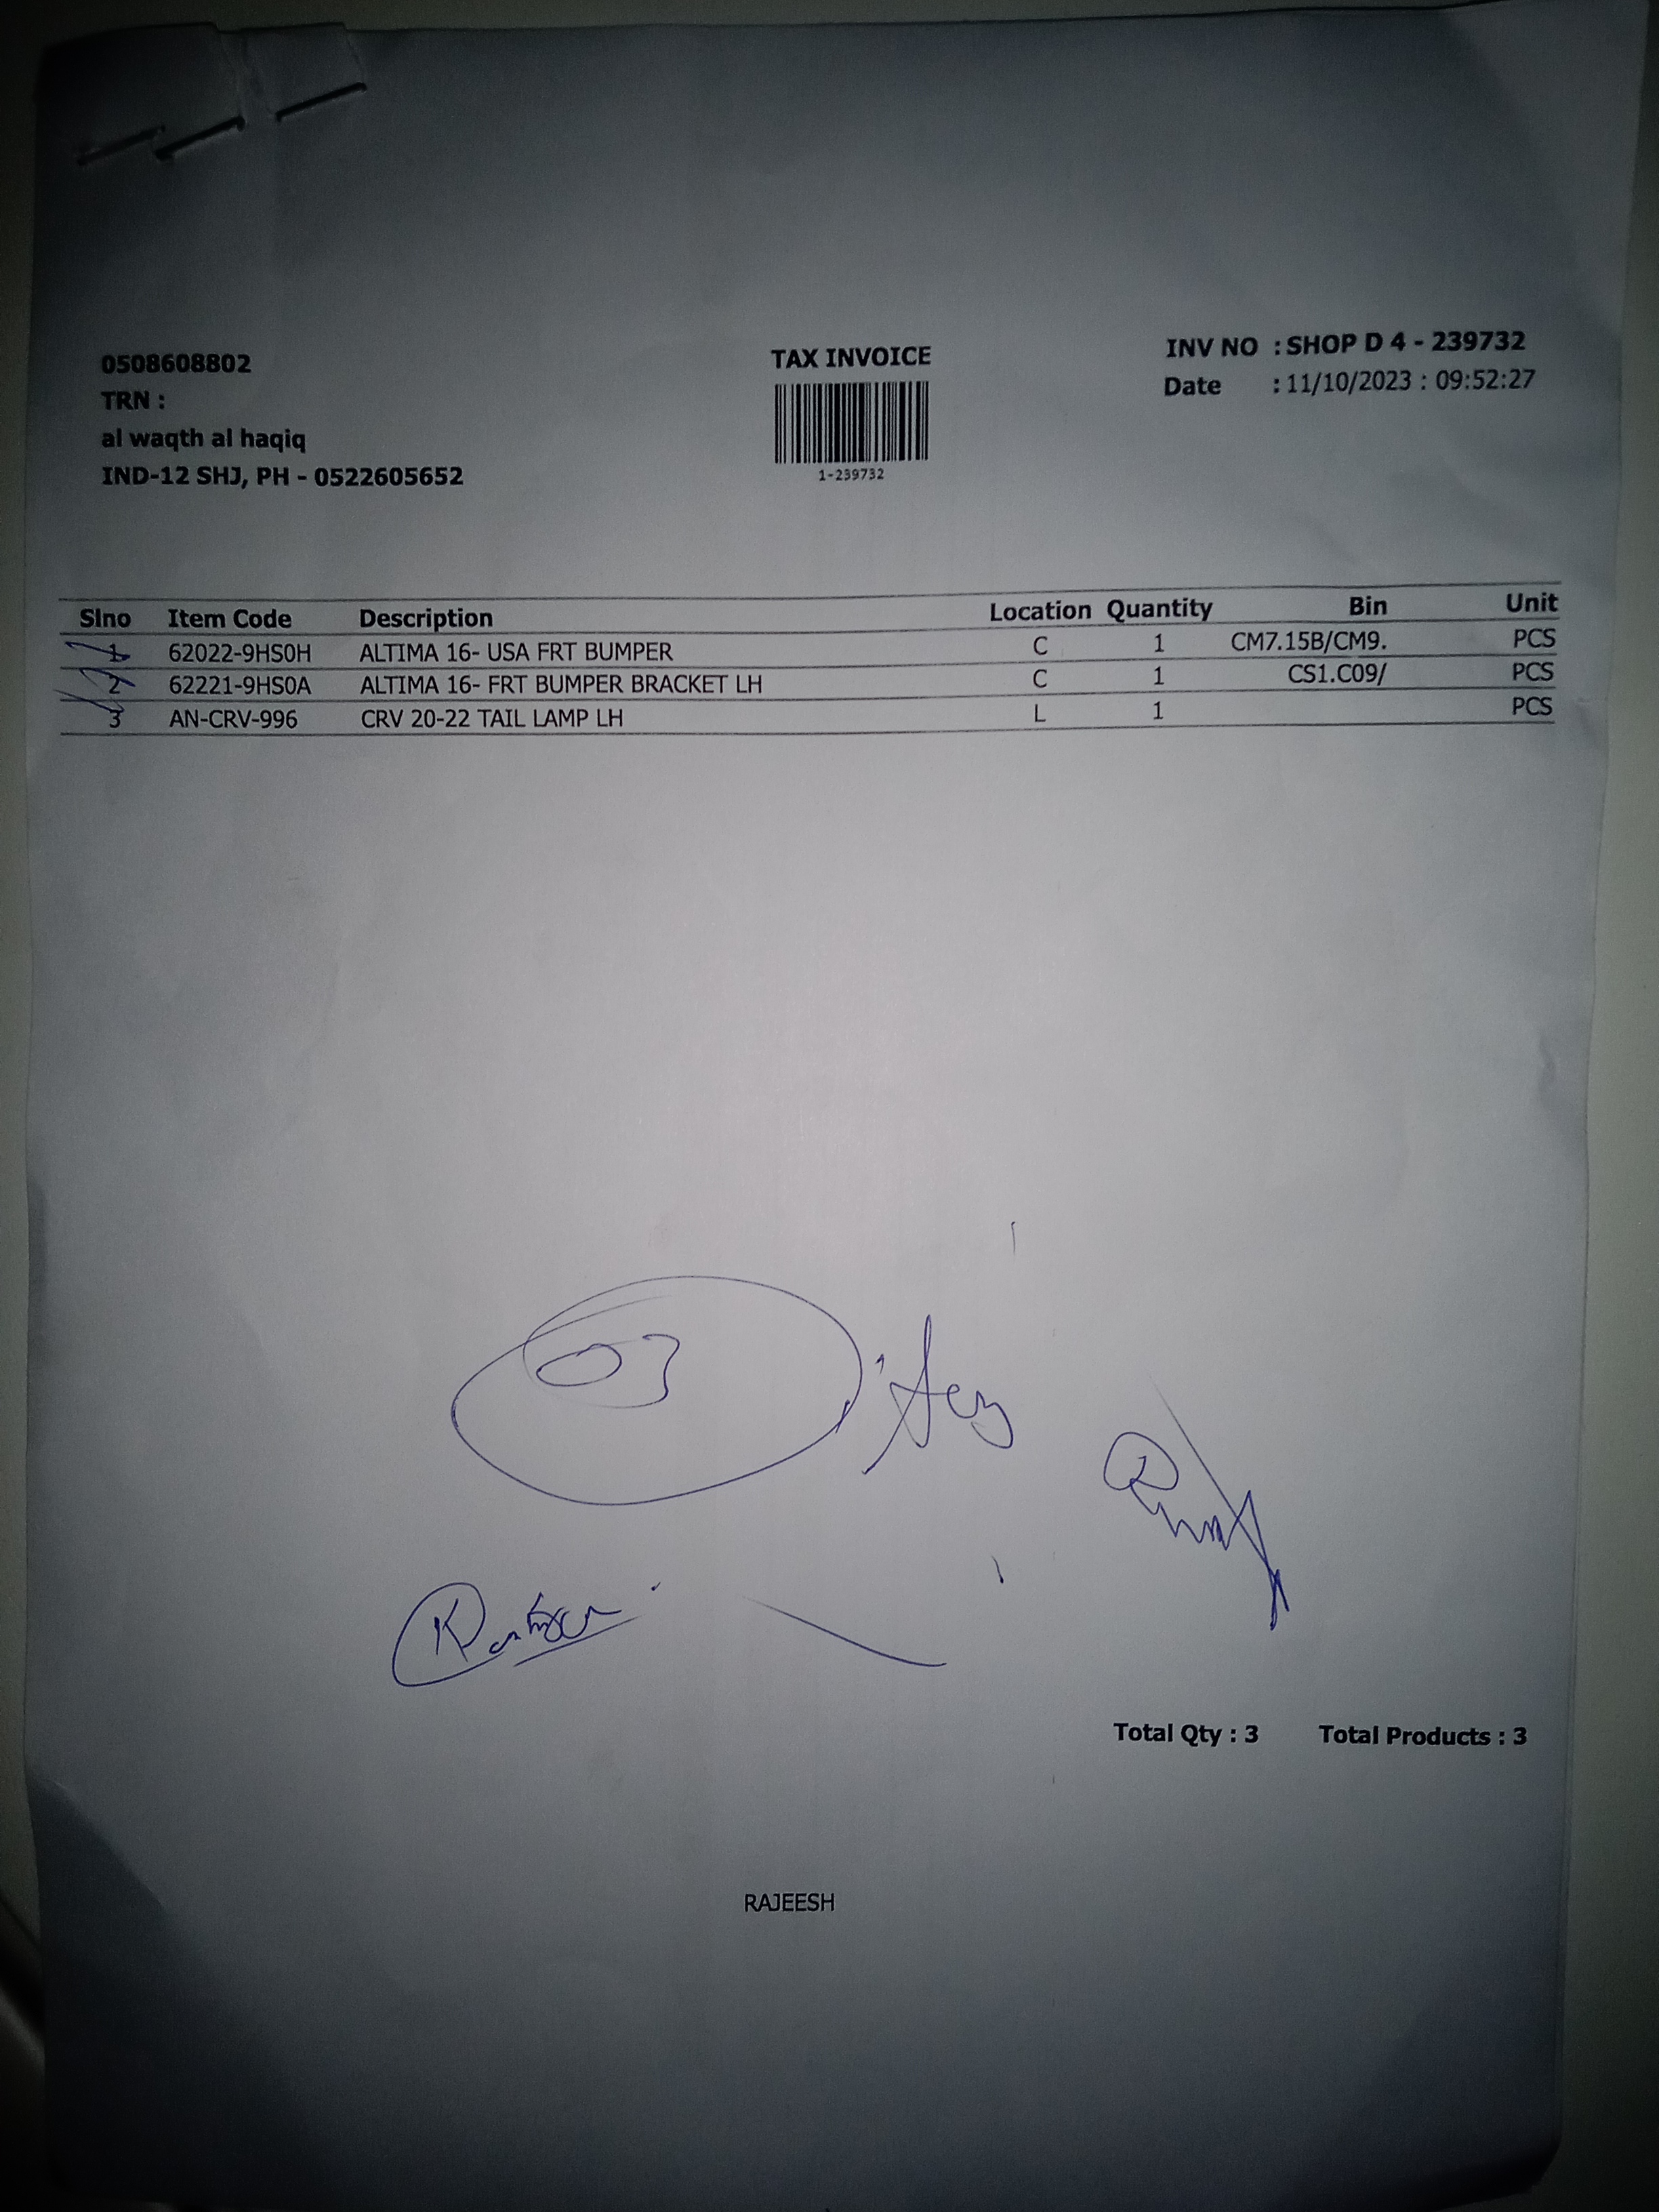 0508608802
TRN :
al waqth al haqiq
IND-12 SHJ, PH - 0522605652
TAX INVOICE
1-239732
INV NO : SHOP D 4 - 239732
Date : 11/10/2023 : 09:52:27
Slno Item Code Description Location Quantity Bin Unit
1 62022-9HS0H ALTIMA 16- USA FRT BUMPER C 1 CM7.15B/CM9. PCS
2 62221-9HS0A ALTIMA 16- FRT BUMPER BRACKET LH C 1 CS1.C09/ PCS
3 AN-CRV-996 CRV 20-22 TAIL LAMP LH L 1 PCS
03
Total Qty : 3 Total Products : 3
RAJEESH